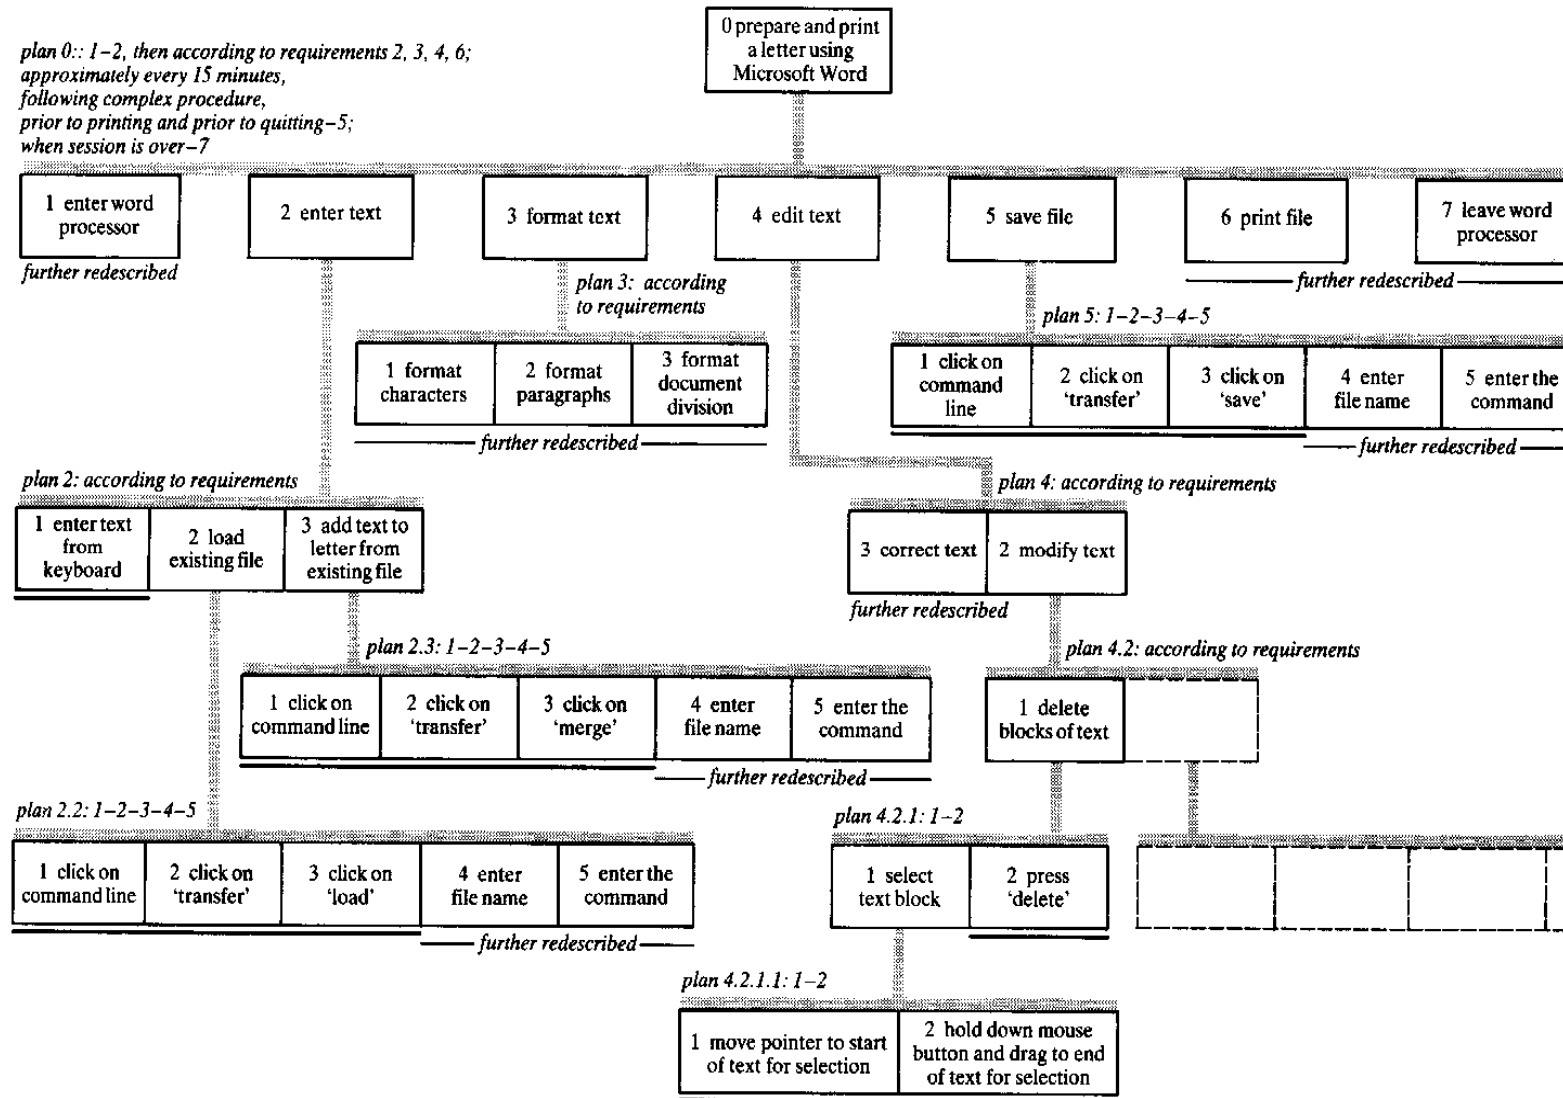 0 prepare and print
a letter using
Microsoft Word
plan 0:: 1–2, then according to requirements 2, 3, 4, 6;
approximately every 15 minutes,
following complex procedure,
prior to printing and prior to quitting–5;
when session is over–7
1 enter word
processor
further redescribed
2 enter text
3 format text
4 edit text
5 save file
6 print file
7 leave word
processor
further redescribed
plan 3: according
to requirements
1 format
characters
2 format
paragraphs
3 format
document
division
further redescribed
plan 5: 1–2–3–4–5
1 click on
command
line
2 click on
‘transfer’
3 click on
‘save’
4 enter
file name
5 enter the
command
further redescribed
plan 2: according to requirements
1 enter text
from
keyboard
2 load
existing file
3 add text to
letter from
existing file
plan 4: according to requirements
3 correct text
2 modify text
further redescribed
plan 2.3: 1–2–3–4–5
1 click on
command line
2 click on
‘transfer’
3 click on
‘merge’
4 enter
file name
5 enter the
command
further redescribed
plan 4.2: according to requirements
1 delete
blocks of text
plan 2.2: 1–2–3–4–5
1 click on
command line
2 click on
‘transfer’
3 click on
‘load’
4 enter
file name
5 enter the
command
further redescribed
plan 4.2.1: 1–2
1 select
text block
2 press
‘delete’
plan 4.2.1.1: 1–2
1 move pointer to start
of text for selection
2 hold down mouse
button and drag to end
of text for selection